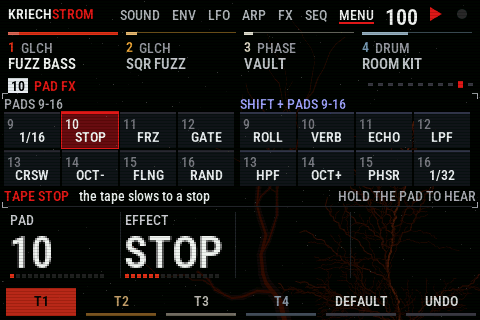 KRIECHSTROM SOUND ENV LFO ARP FX SEQ MENU 100
1 GLCH 2 GLCH 3 PHASE 4 DRUM
FUZZ BASS SQR FUZZ VAULT ROOM KIT
10 PAD FX
PADS 9-16 SHIFT + PADS 9-16
9 1/16 10 STOP 11 FRZ 12 GATE 9 ROLL 10 VERB 11 ECHO 12 LPF
13 CRSW 14 OCT- 15 FLNG 16 RAND 13 HPF 14 OCT+ 15 PHSR 16 1/32
TAPE STOP the tape slows to a stop HOLD THE PAD TO HEAR
PAD EFFECT
10 STOP
T1 T2 T3 T4 DEFAULT UNDO